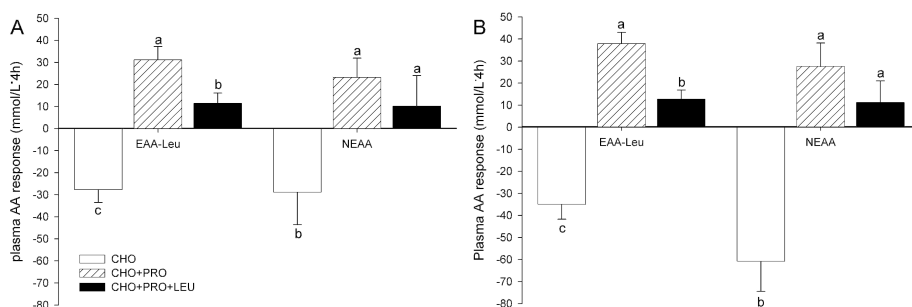 A
plasma AA response (mmol/L·4h)
50
40
30
20
10
0
-10
-20
-30
-40
-50
-60
-70
-80
a
b
c
a
a
b
EAA-Leu
NEAA
CHO
CHO+PRO
CHO+PRO+LEU
B
Plasma AA response (mmol/L·4h)
50
40
30
20
10
0
-10
-20
-30
-40
-50
-60
-70
-80
a
b
c
a
a
b
EAA-Leu
NEAA